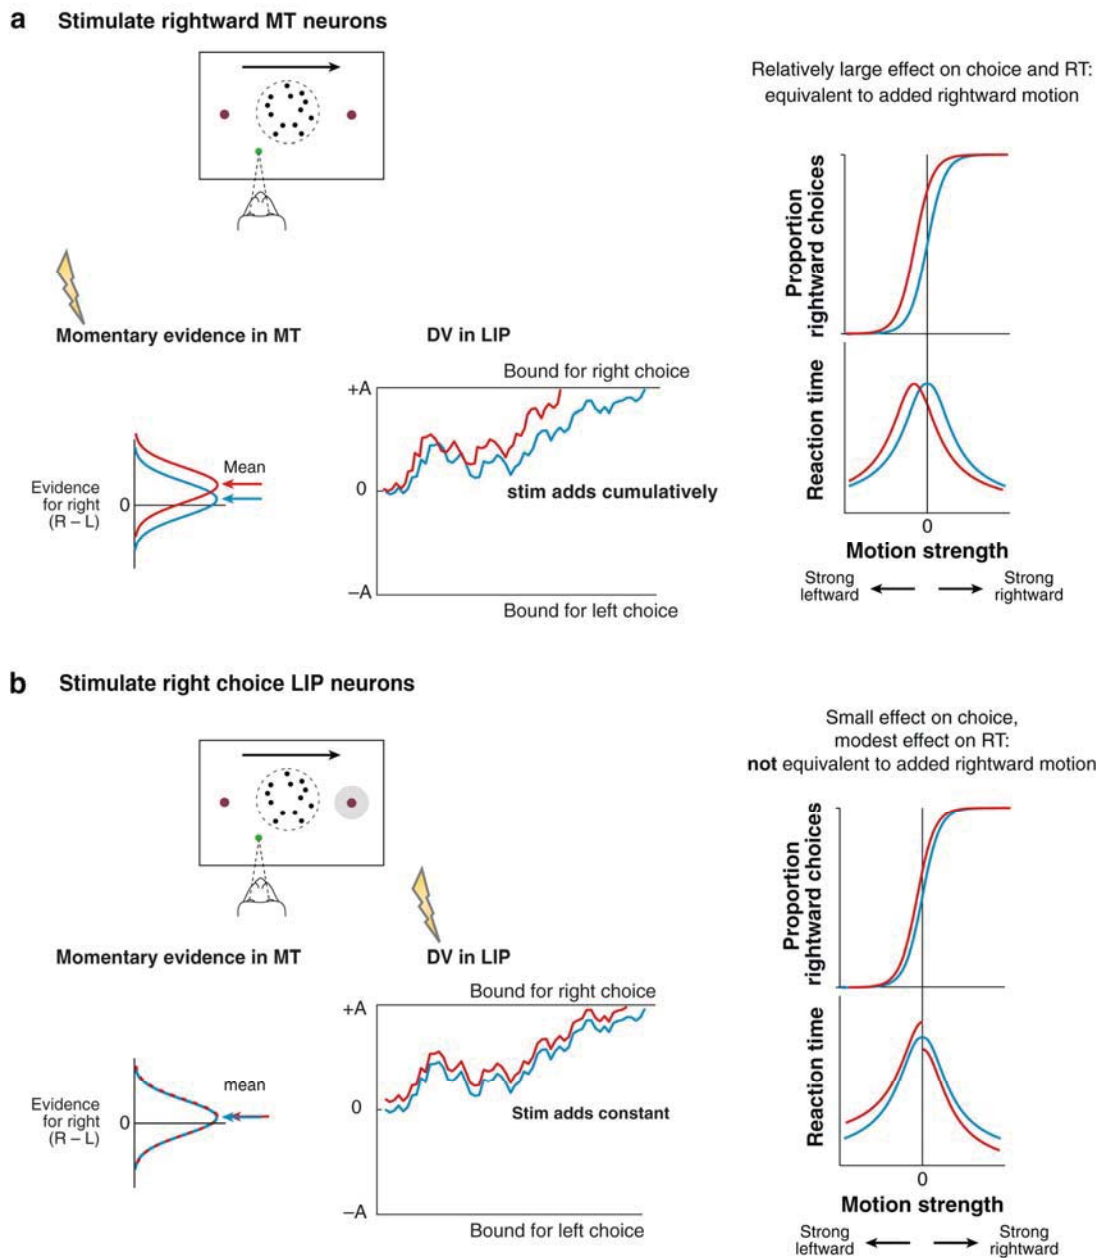 a Stimulate rightward MT neurons
Relatively large effect on choice and RT:
equivalent to added rightward motion
Proportion
rightward choices
Momentary evidence in MT
DV in LIP
+A
Bound for right choice
Mean
Evidence
for right
(R – L)
0
0
stim adds cumulatively
–A
Bound for left choice
Reaction time
0
Motion strength
Strong
leftward
Strong
rightward
b Stimulate right choice LIP neurons
Small effect on choice,
modest effect on RT:
not equivalent to added rightward motion
Proportion
rightward choices
Momentary evidence in MT
DV in LIP
+A
Bound for right choice
mean
Evidence
for right
(R – L)
0
0
Stim adds constant
–A
Bound for left choice
Reaction time
0
Motion strength
Strong
leftward
Strong
rightward